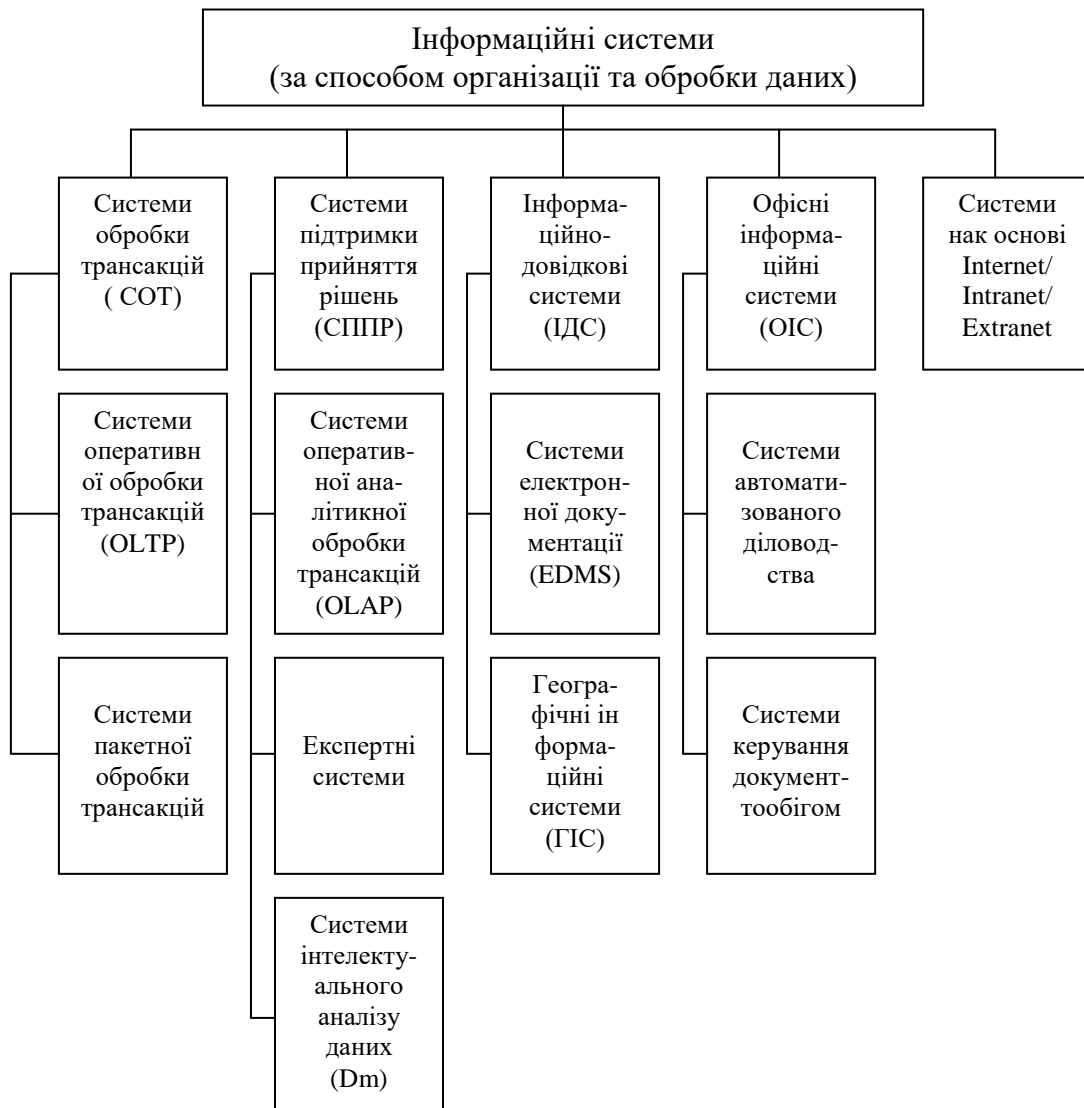 Інформаційні системи
(за способом організації та обробки даних)
Системи
обробки
трансакцій
( СОТ)
Системи
підтримки
прийняття
рішень
(СППР)
Інформа-
ційно-
довідкові
системи
(ІДС)
Офісні
інформа-
ційні
системи
(ОІС)
Системи
нак основі
Internet/
Intranet/
Extranet
Системи
оперативн
ої обробки
трансакцій
(OLTP)
Системи
оператив-
ної ана-
літикної
обробки
трансакцій
(OLAP)
Системи
електрон-
ної доку-
ментації
(EDMS)
Системи
автомати-
зованого
діловод-
ства
Системи
пакетної
обробки
трансакцій
Експертні
системи
Геогра-
фічні ін
форма-
ційні
системи
(ГІС)
Системи
керування
документ-
тообігом
Системи
інтелекту-
ального
аналізу
даних
(Dm)